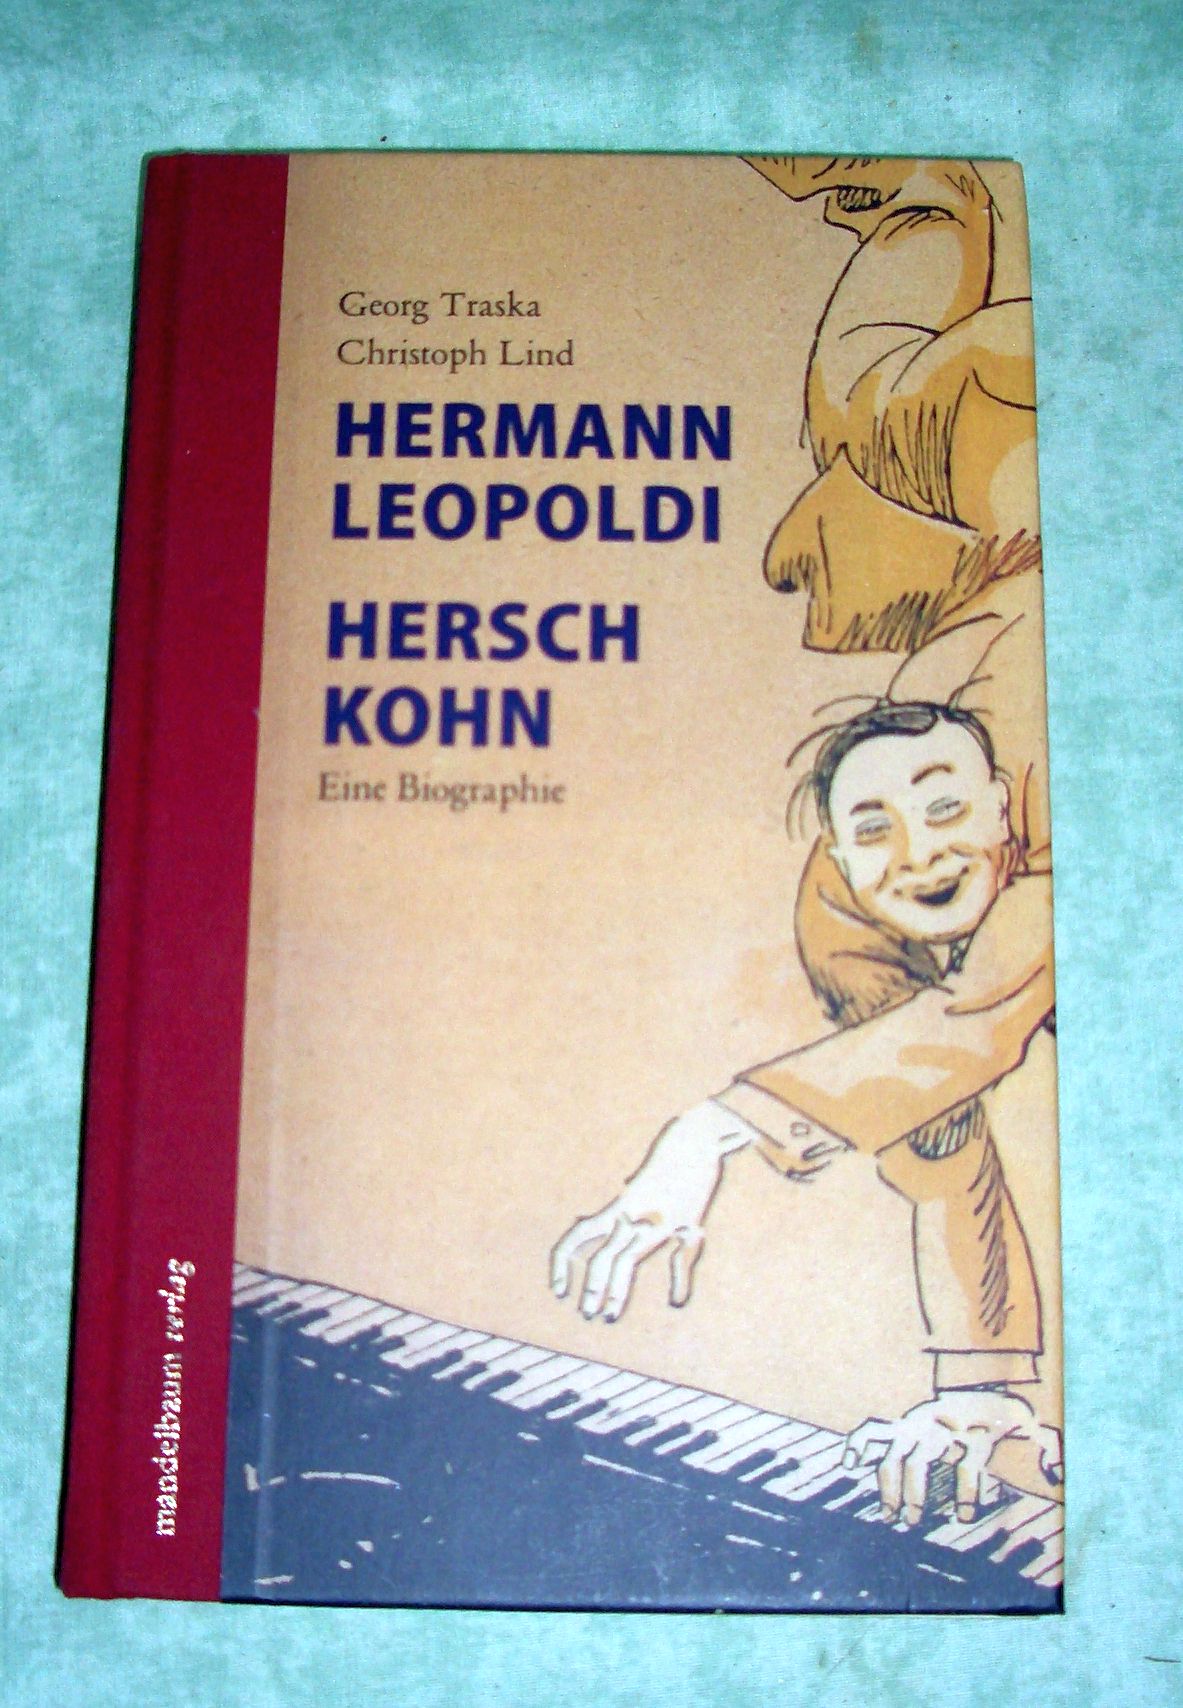 Georg Traska
Christoph Lind
HERMANN
LEOPOLDI
HERSCH
KOHN
Eine Biographie
mandelbaum verlag